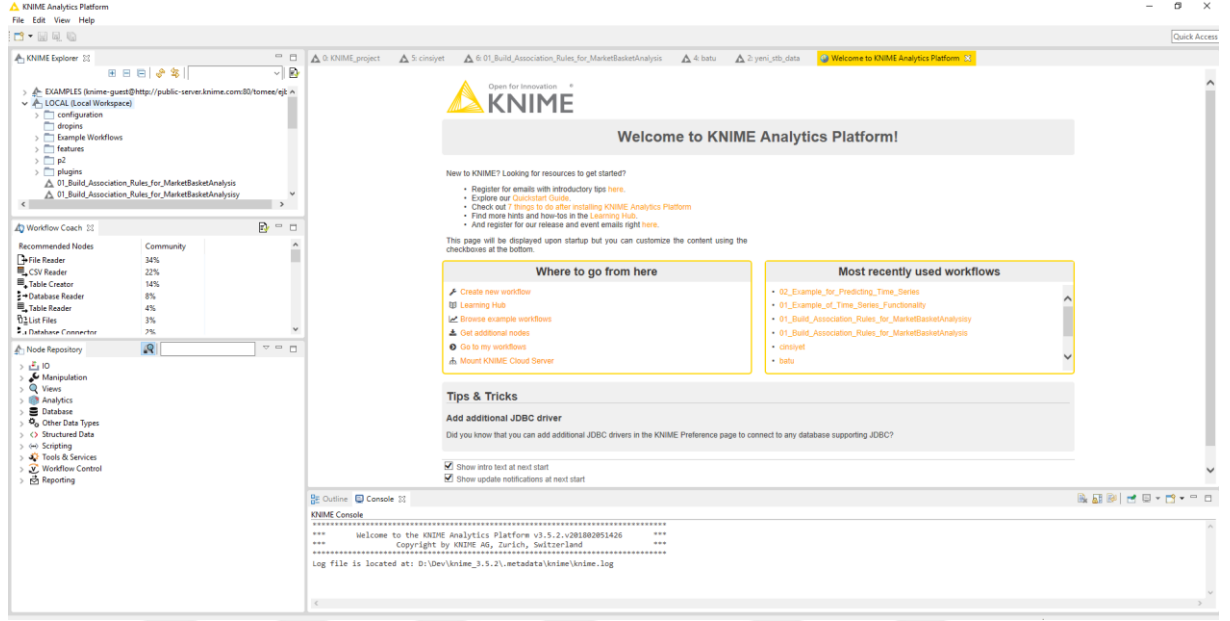 KNIME Analytics Platform
File Edit View Help
Quick Access
KNIME Explorer
EXAMPLES (knime-guest@http://public-server.knime.com:80/tomee/ejb
LOCAL (Local Workspace)
configuration
dropins
Example Workflows
features
p2
plugins
01_Build_Association_Rules_for_MarketBasketAnalysis
01_Build_Association_Rules_for_MarketBasketAnalysisy
Workflow Coach
Recommended Nodes Community
File Reader 34%
CSV Reader 22%
Table Creator 14%
Database Reader 8%
Table Reader 4%
List Files 3%
Database Connector 2%
Node Repository
IO
Manipulation
Views
Analytics
Database
Other Data Types
Structured Data
Scripting
Tools & Services
Workflow Control
Reporting
0: KNIME_project 5: cinsiyet 6: 01_Build_Association_Rules_for_MarketBasketAnalysis 4: batu 2: yeni_stb_data Welcome to KNIME Analytics Platform
Open for Innovation
KNIME
Welcome to KNIME Analytics Platform!
New to KNIME? Looking for resources to get started?
• Register for emails with introductory tips here.
• Explore our Quickstart Guide.
• Check out 7 things to do after installing KNIME Analytics Platform
• Find more hints and how-tos in the Learning Hub.
• And register for our release and event emails right here.
This page will be displayed upon startup but you can customize the content using the
checkboxes at the bottom.
Where to go from here
Create new workflow
Learning Hub
Browse example workflows
Get additional nodes
Go to my workflows
Mount KNIME Cloud Server
Most recently used workflows
• 02_Example_for_Predicting_Time_Series
• 01_Example_of_Time_Series_Functionality
• 01_Build_Association_Rules_for_MarketBasketAnalysisy
• 01_Build_Association_Rules_for_MarketBasketAnalysis
• cinsiyet
• batu
Tips & Tricks
Add additional JDBC driver
Did you know that you can add additional JDBC drivers in the KNIME Preference page to connect to any database supporting JDBC?
Show intro text at next start
Show update notifications at next start
Outline Console
KNIME Console
*** Welcome to the KNIME Analytics Platform v3.5.2.v201802051426 ***
*** Copyright by KNIME AG, Zurich, Switzerland ***
Log file is located at: D:\Dev\knime_3.5.2\.metadata\knime\knime.log